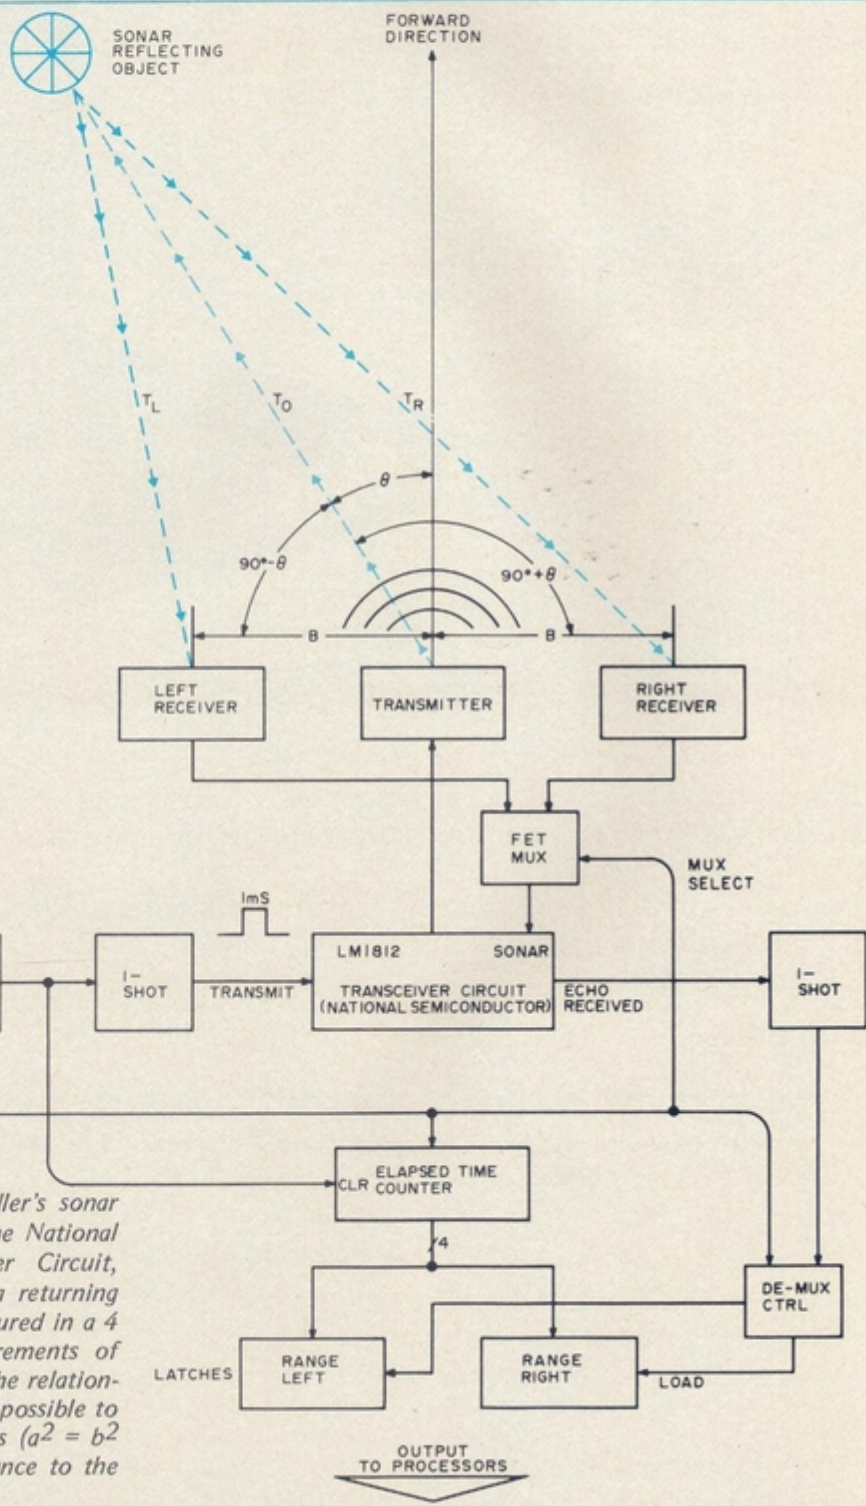 SONAR
REFLECTING
OBJECT
FORWARD
DIRECTION
TL
TO
TR
θ
90°-θ
90°+θ
B
B
LEFT
RECEIVER
TRANSMITTER
RIGHT
RECEIVER
FET
MUX
MUX
SELECT
1mS
1-
SHOT
TRANSMIT
LM1812 SONAR
TRANSCEIVER CIRCUIT
(NATIONAL SEMICONDUCTOR)
ECHO
RECEIVED
1-
SHOT
CLR ELAPSED TIME
COUNTER
4
DE-MUX
CTRL
LATCHES
RANGE
LEFT
RANGE
RIGHT
LOAD
OUTPUT
TO PROCESSORS
ller's sonar
e National
er Circuit,
a returning
ured in a 4
rements of
he relation-
possible to
s (a2 = b2
nce to the